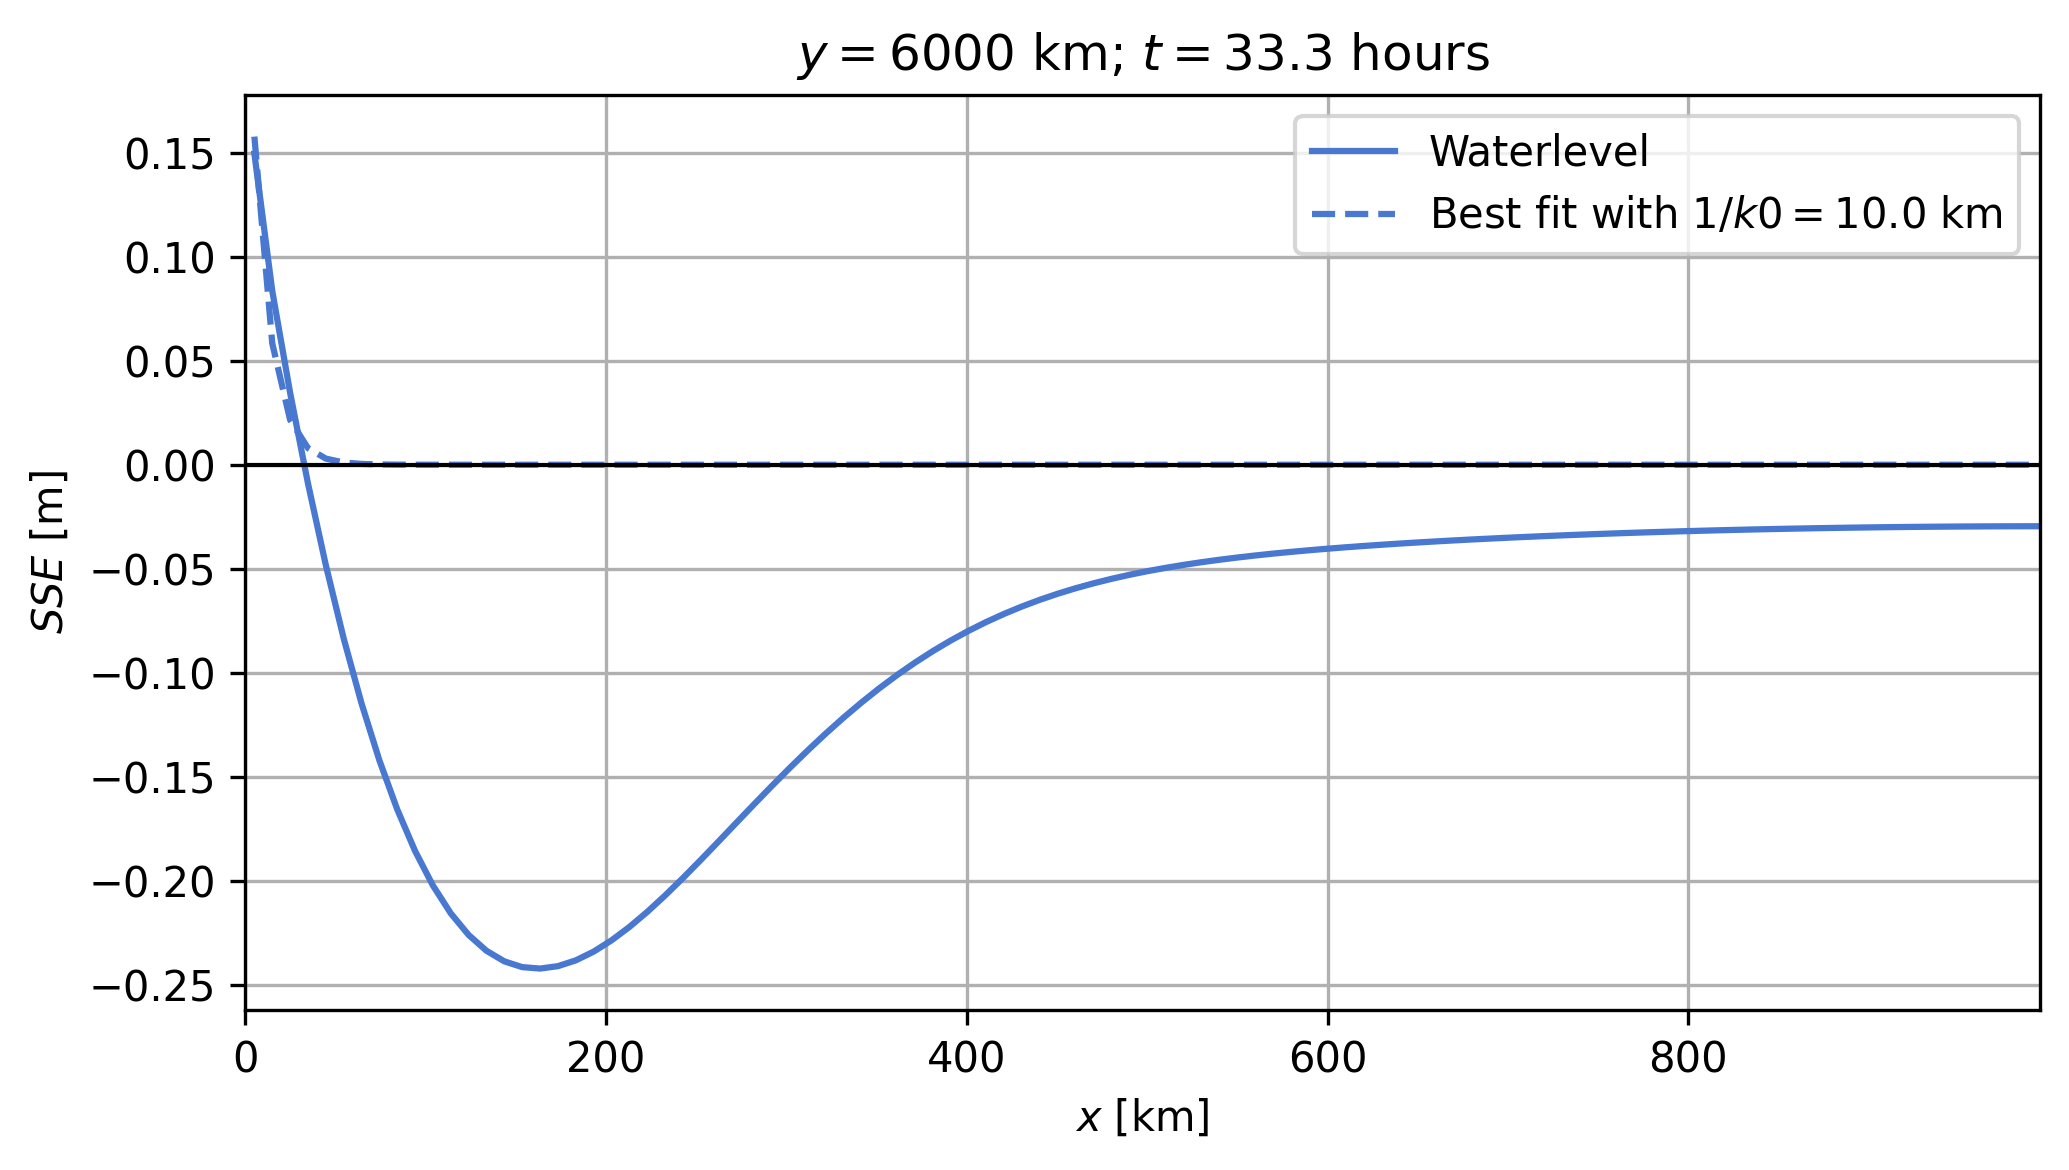 y = 6000 km; t = 33.3 hours
Waterlevel
Best fit with 1/k0 = 10.0 km
SSE [m]
0.15
0.10
0.05
0.00
−0.05
−0.10
−0.15
−0.20
−0.25
0 200 400 600 800
x [km]